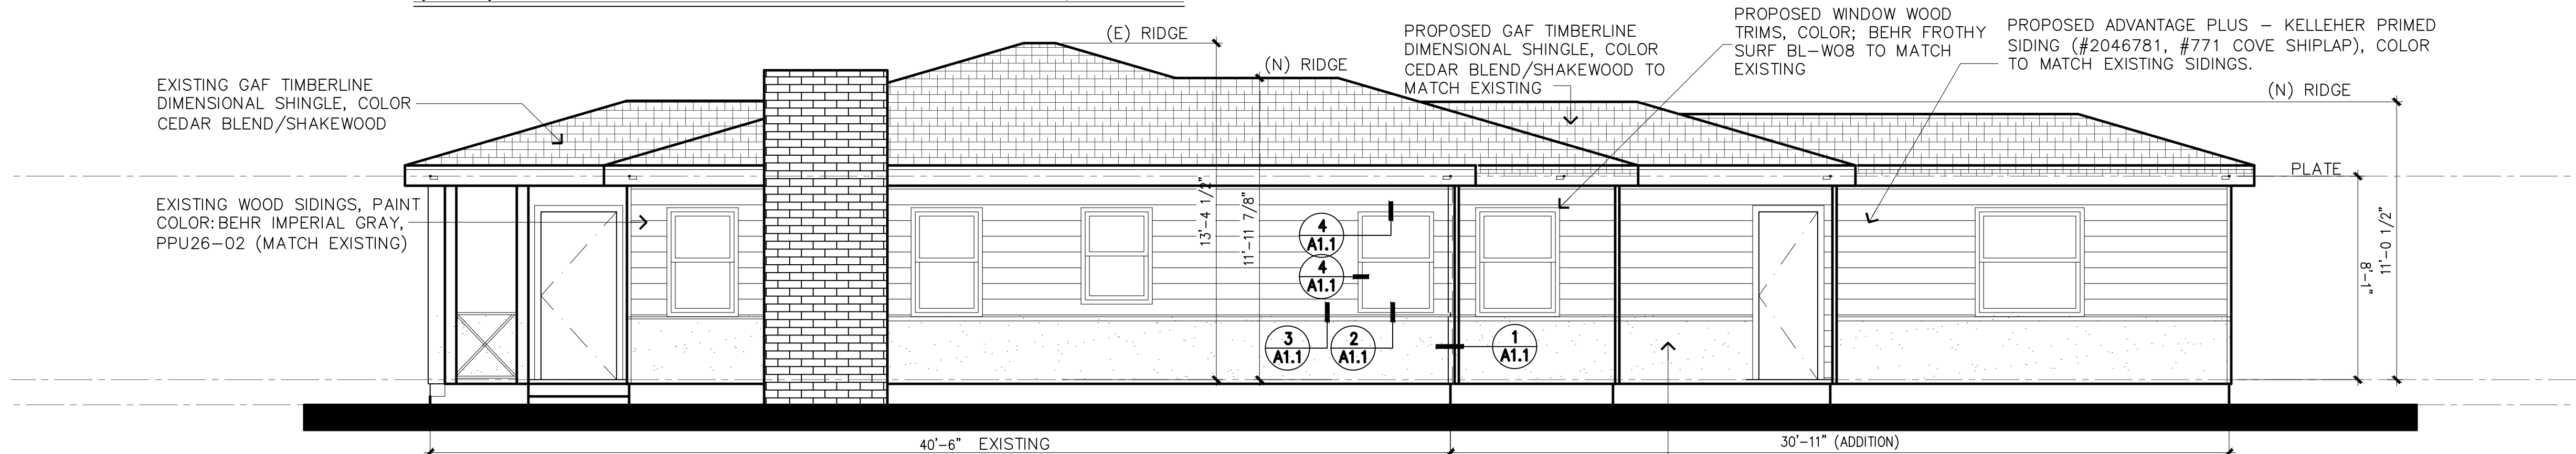 (E) RIDGE
(N) RIDGE
PROPOSED GAF TIMBERLINE
DIMENSIONAL SHINGLE, COLOR
CEDAR BLEND/SHAKEWOOD TO
MATCH EXISTING
PROPOSED WINDOW WOOD
TRIMS, COLOR; BEHR FROTHY
SURF BL-W08 TO MATCH
EXISTING
PROPOSED ADVANTAGE PLUS – KELLEHER PRIMED
SIDING (#2046781, #771 COVE SHIPLAP), COLOR
TO MATCH EXISTING SIDINGS.
(N) RIDGE
EXISTING GAF TIMBERLINE
DIMENSIONAL SHINGLE, COLOR
CEDAR BLEND/SHAKEWOOD
PLATE
EXISTING WOOD SIDINGS, PAINT
COLOR:BEHR IMPERIAL GRAY,
PPU26-02 (MATCH EXISTING)
13'-4 1/2"
11'-11 7/8"
4
A1.1
4
A1.1
3
A1.1
2
A1.1
1
A1.1
8'-1"
11'-0 1/2"
40'-6" EXISTING
30'-11" (ADDITION)